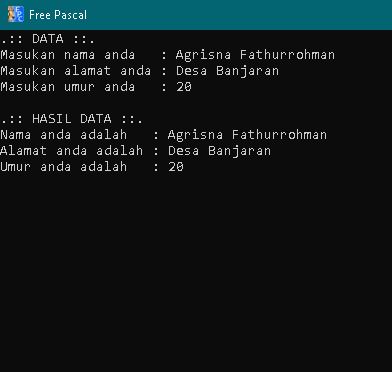 Free Pascal
.:: DATA ::.
Masukan nama anda   : Agrisna Fathurrohman
Masukan alamat anda : Desa Banjaran
Masukan umur anda   : 20
.:: HASIL DATA ::.
Nama anda adalah   : Agrisna Fathurrohman
Alamat anda adalah : Desa Banjaran
Umur anda adalah   : 20